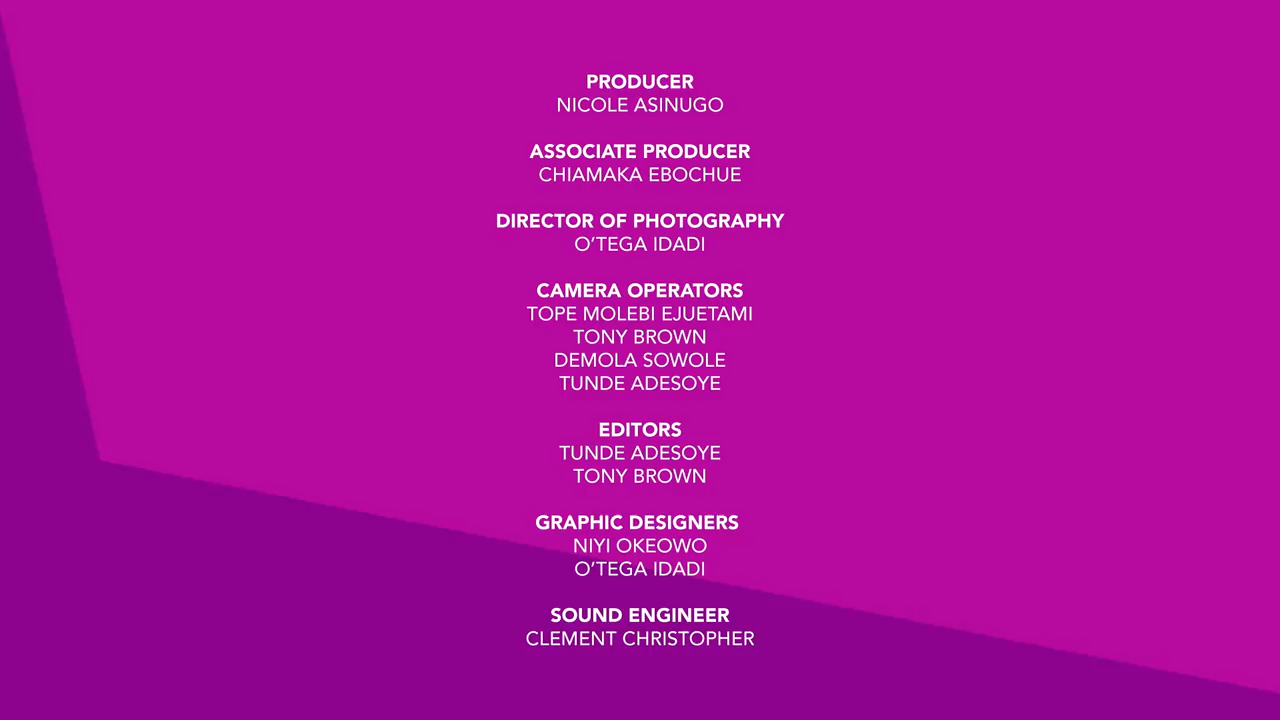 PRODUCER
NICOLE ASINUGO
ASSOCIATE PRODUCER
CHIAMAKA EBOCHUE
DIRECTOR OF PHOTOGRAPHY
O’TEGA IDADI
CAMERA OPERATORS
TOPE MOLEBI EJUETAMI
TONY BROWN
DEMOLA SOWOLE
TUNDE ADESOYE
EDITORS
TUNDE ADESOYE
TONY BROWN
GRAPHIC DESIGNERS
NIYI OKEOWO
O’TEGA IDADI
SOUND ENGINEER
CLEMENT CHRISTOPHER